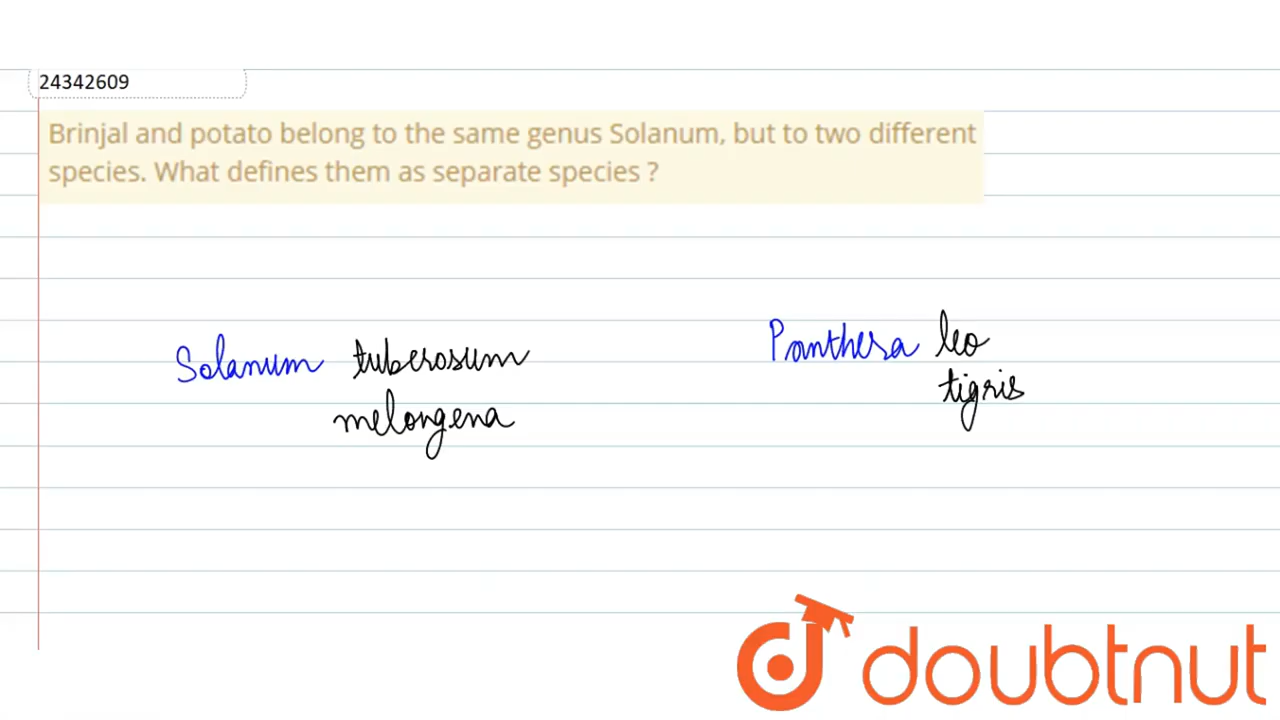 24342609
Brinjal and potato belong to the same genus Solanum, but to two different
species. What defines them as separate species ?
Solanum tuberosum
melongena
Panthera leo
tigris
doubtnut